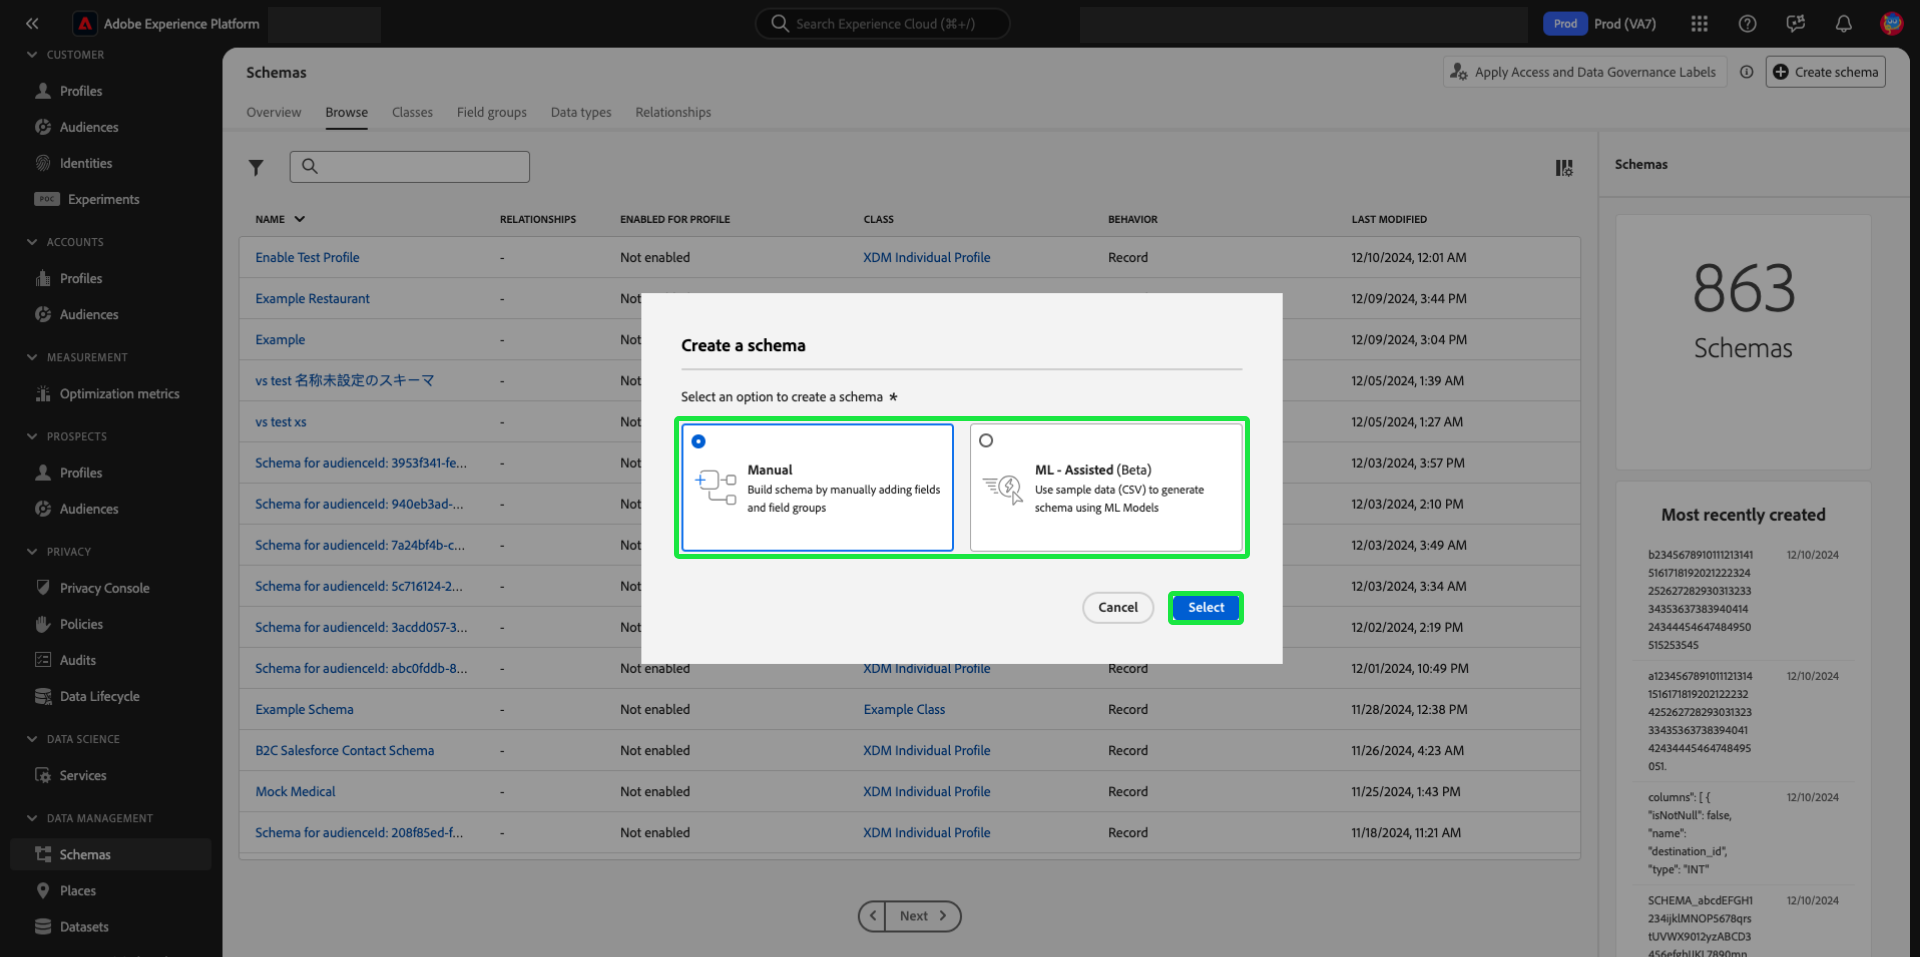 Adobe Experience Platform
Search Experience Cloud (⌘+/)
Prod
Prod (VA7)
CUSTOMER
Profiles
Audiences
Identities
POC
Experiments
ACCOUNTS
Profiles
Audiences
MEASUREMENT
Optimization metrics
PROSPECTS
Profiles
Audiences
PRIVACY
Privacy Console
Policies
Audits
Data Lifecycle
DATA SCIENCE
Services
DATA MANAGEMENT
Schemas
Places
Datasets
Schemas
Apply Access and Data Governance Labels
Create schema
Overview Browse Classes Field groups Data types Relationships
NAME RELATIONSHIPS ENABLED FOR PROFILE CLASS BEHAVIOR LAST MODIFIED
Enable Test Profile - Not enabled XDM Individual Profile Record 12/10/2024, 12:01 AM
Example Restaurant - Not 12/09/2024, 3:44 PM
Example - Not 12/09/2024, 3:04 PM
vs test 名称未設定のスキーマ - Not 12/05/2024, 1:39 AM
vs test xs - Not 12/05/2024, 1:27 AM
Schema for audienceId: 3953f341-fe... - Not 12/03/2024, 3:57 PM
Schema for audienceId: 940eb3ad-... - Not 12/03/2024, 2:10 PM
Schema for audienceId: 7a24bf4b-c... - Not 12/03/2024, 3:49 AM
Schema for audienceId: 5c716124-2... - Not 12/03/2024, 3:34 AM
Schema for audienceId: 3acdd057-3... - Not 12/02/2024, 2:19 PM
Schema for audienceId: abc0fddb-8... - Not enabled XDM Individual Profile Record 12/01/2024, 10:49 PM
Example Schema - Not enabled Example Class Record 11/28/2024, 12:38 PM
B2C Salesforce Contact Schema - Not enabled XDM Individual Profile Record 11/26/2024, 4:23 AM
Mock Medical - Not enabled XDM Individual Profile Record 11/25/2024, 1:43 PM
Schema for audienceId: 208f85ed-f... - Not enabled XDM Individual Profile Record 11/18/2024, 11:21 AM
Next
Create a schema
Select an option to create a schema *
Manual
Build schema by manually adding fields
and field groups
ML - Assisted (Beta)
Use sample data (CSV) to generate
schema using ML Models
Cancel
Select
Schemas
863
Schemas
Most recently created
b2345678910111213141 12/10/2024
5161718192021222324
252627282930313233
34353637383940414
24344454647484950
515253545
a1234567891011121314 12/10/2024
1516171819202122232
425262728293031323
33435363738394041
42434445464748495
051.
columns": [ { 12/10/2024
"isNotNull": false,
"name":
"destination_id",
"type": "INT"
SCHEMA_abcdEFGH1 12/10/2024
234ijklMNOP5678qrs
tUVWX9012yzABCD3